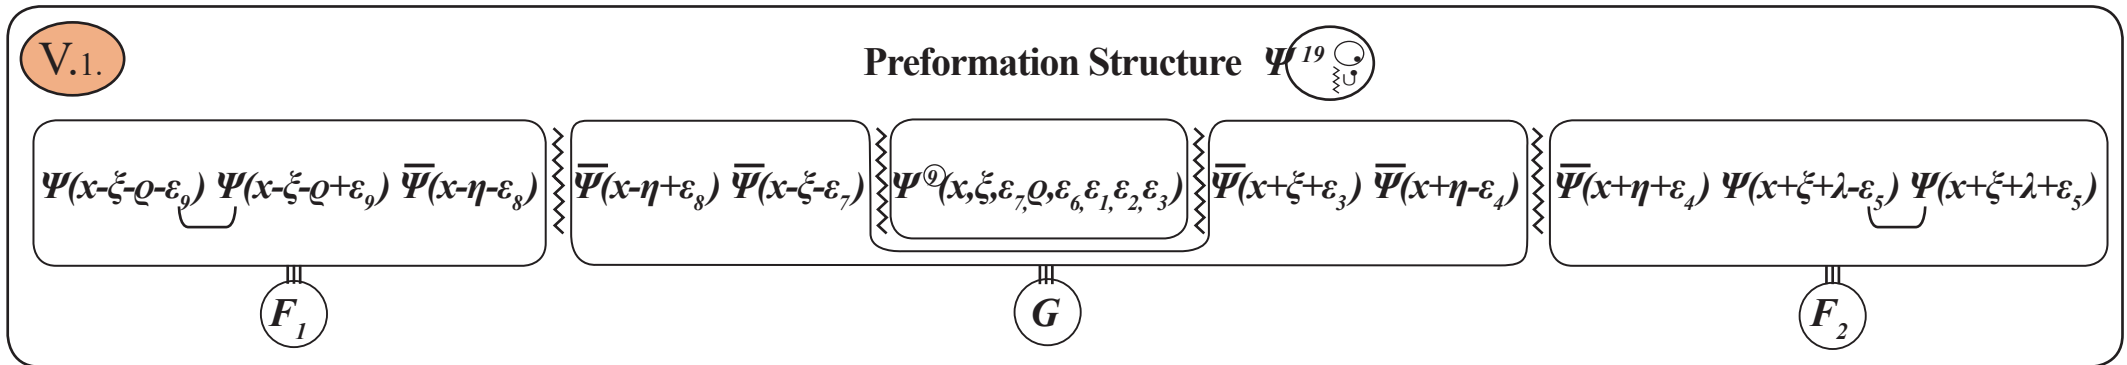 V.1.
Preformation Structure Ψ¹⁹
Ψ(x-ξ-ϱ-ε₉) Ψ(x-ξ-ϱ+ε₉) Ψ̅(x-η-ε₈) Ψ̅(x-η+ε₈) Ψ̅(x-ξ-ε₇) Ψ^⑨(x,ξ,ε₇,ϱ,ε₆,ε₁,ε₂,ε₃) Ψ̅(x+ξ+ε₃) Ψ̅(x+η-ε₄) Ψ̅(x+η+ε₄) Ψ(x+ξ+λ-ε₅) Ψ(x+ξ+λ+ε₅)
F₁ G F₂